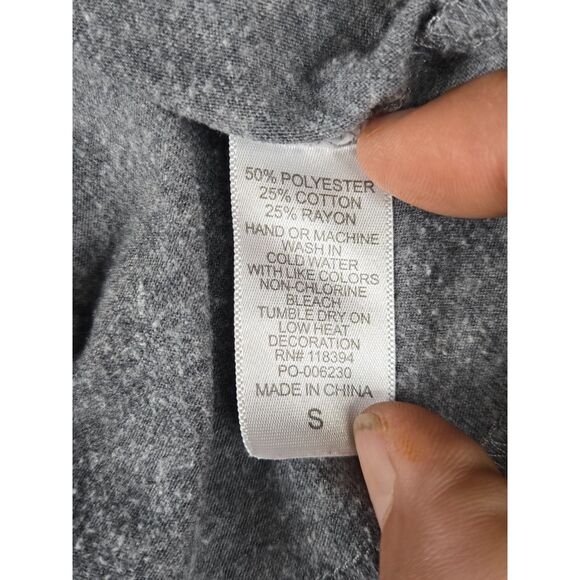 50% POLYESTER
25% COTTON
25% RAYON
HAND OR MACHINE
WASH IN
COLD WATER
WITH LIKE COLORS
NON-CHLORINE
BLEACH
TUMBLE DRY ON
LOW HEAT
DECORATION
RN# 118394
PO-006230
MADE IN CHINA
S